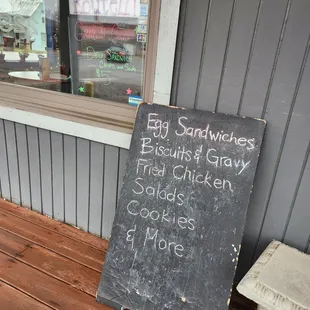 Egg Sandwiches
Biscuits & Gravy
Fried Chicken
Salads
Cookies
& More